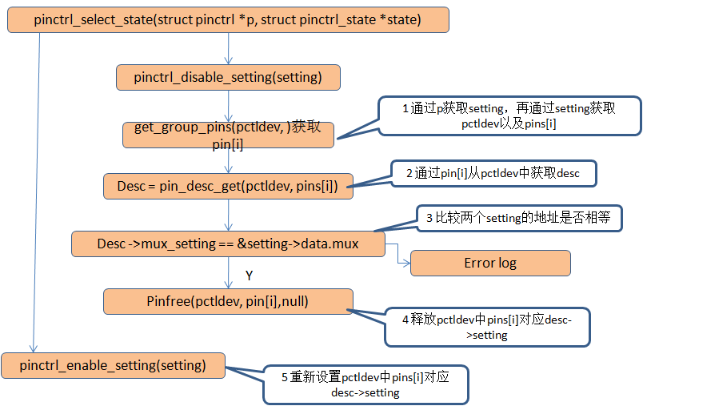 pinctrl_select_state(struct pinctrl *p, struct pinctrl_state *state)
pinctrl_disable_setting(setting)
get_group_pins(pctldev, )获取
pin[i]
1 通过p获取setting，再通过setting获取
pctldev以及pins[i]
Desc = pin_desc_get(pctldev, pins[i])
2 通过pin[i]从pctldev中获取desc
3 比较两个setting的地址是否相等
Desc ->mux_setting == &setting->data.mux
Error log
Y
Pinfree(pctldev, pin[i],null)
4 释放pctldev中pins[i]对应desc-
>setting
pinctrl_enable_setting(setting)
5 重新设置pctldev中pins[i]对应
desc->setting